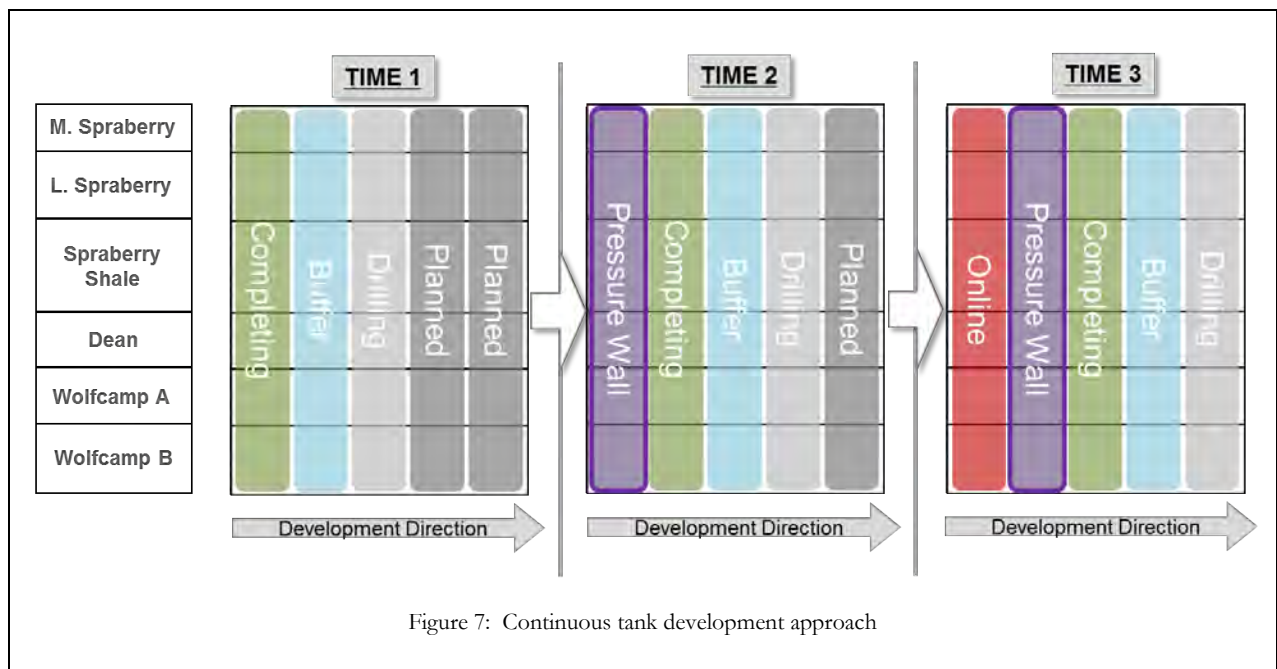 TIME 1
TIME 2
TIME 3
M. Spraberry
L. Spraberry
Spraberry
Shale
Dean
Wolfcamp A
Wolfcamp B
Completing
Buffer
Drilling
Planned
Planned
Pressure Wall
Completing
Buffer
Drilling
Planned
Online
Pressure Wall
Completing
Buffer
Drilling
Development Direction
Development Direction
Development Direction
Figure 7: Continuous tank development approach